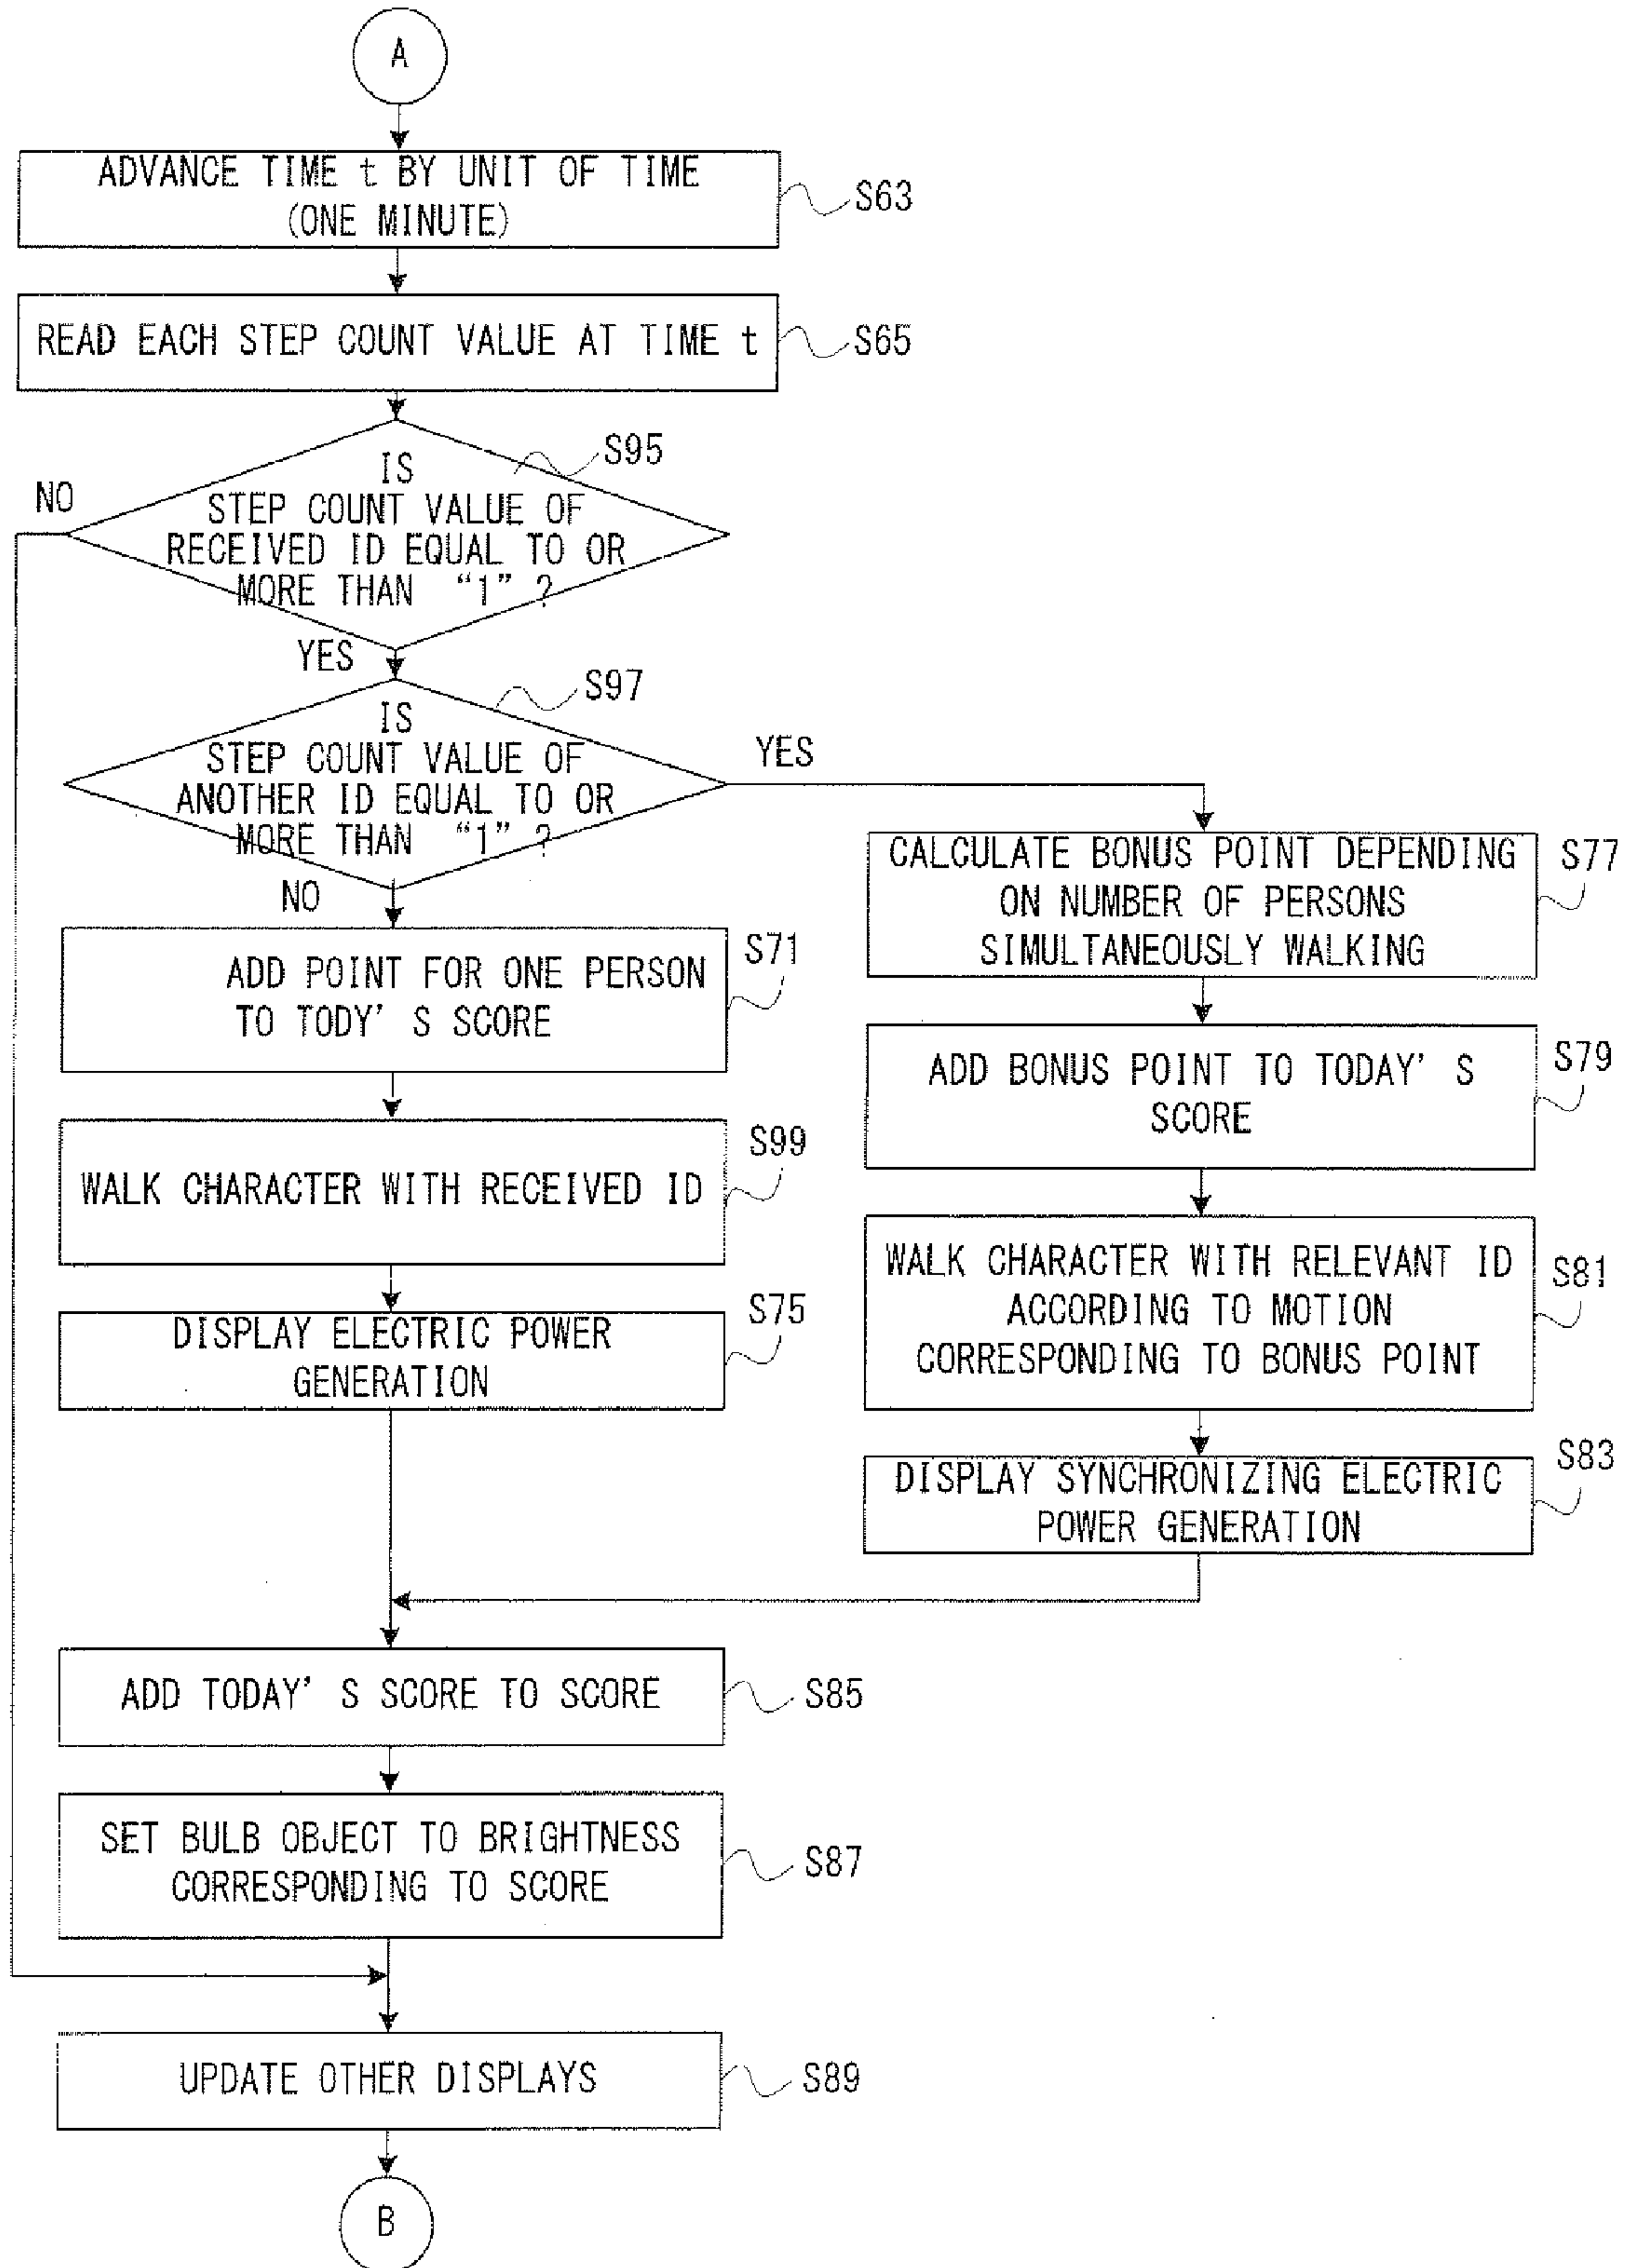 A
ADVANCE TIME t BY UNIT OF TIME
(ONE MINUTE)
S63
READ EACH STEP COUNT VALUE AT TIME t
S65
S95
IS
STEP COUNT VALUE OF
RECEIVED ID EQUAL TO OR
MORE THAN “1” ?
NO
YES
S97
IS
STEP COUNT VALUE OF
ANOTHER ID EQUAL TO OR
MORE THAN “1” ?
YES
NO
ADD POINT FOR ONE PERSON
TO TODY' S SCORE
S71
WALK CHARACTER WITH RECEIVED ID
S99
DISPLAY ELECTRIC POWER
GENERATION
S75
CALCULATE BONUS POINT DEPENDING
ON NUMBER OF PERSONS
SIMULTANEOUSLY WALKING
S77
ADD BONUS POINT TO TODAY' S
SCORE
S79
WALK CHARACTER WITH RELEVANT ID
ACCORDING TO MOTION
CORRESPONDING TO BONUS POINT
S81
DISPLAY SYNCHRONIZING ELECTRIC
POWER GENERATION
S83
ADD TODAY' S SCORE TO SCORE
S85
SET BULB OBJECT TO BRIGHTNESS
CORRESPONDING TO SCORE
S87
UPDATE OTHER DISPLAYS
S89
B